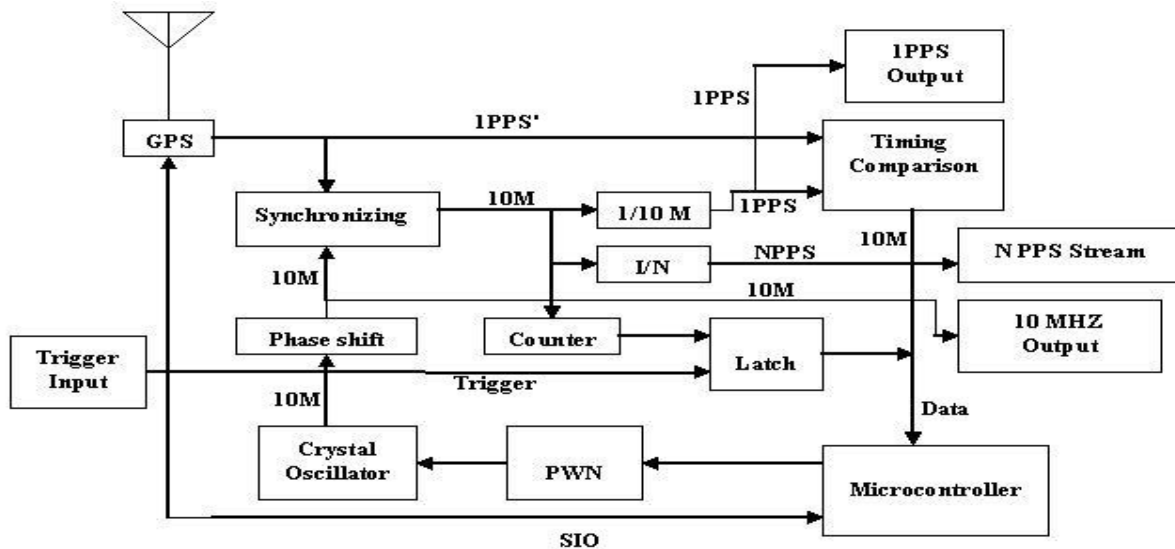 1PPS
Output
1PPS
1PPS'
GPS
Timing
Comparison
10M
1/10 M
1PPS
Synchronizing
10M
I/N
NPPS
N PPS Stream
10M
10M
Phase shift
Counter
10 MHZ
Output
Trigger
Input
Latch
Trigger
10M
Data
Crystal
Oscillator
PWN
Microcontroller
SIO